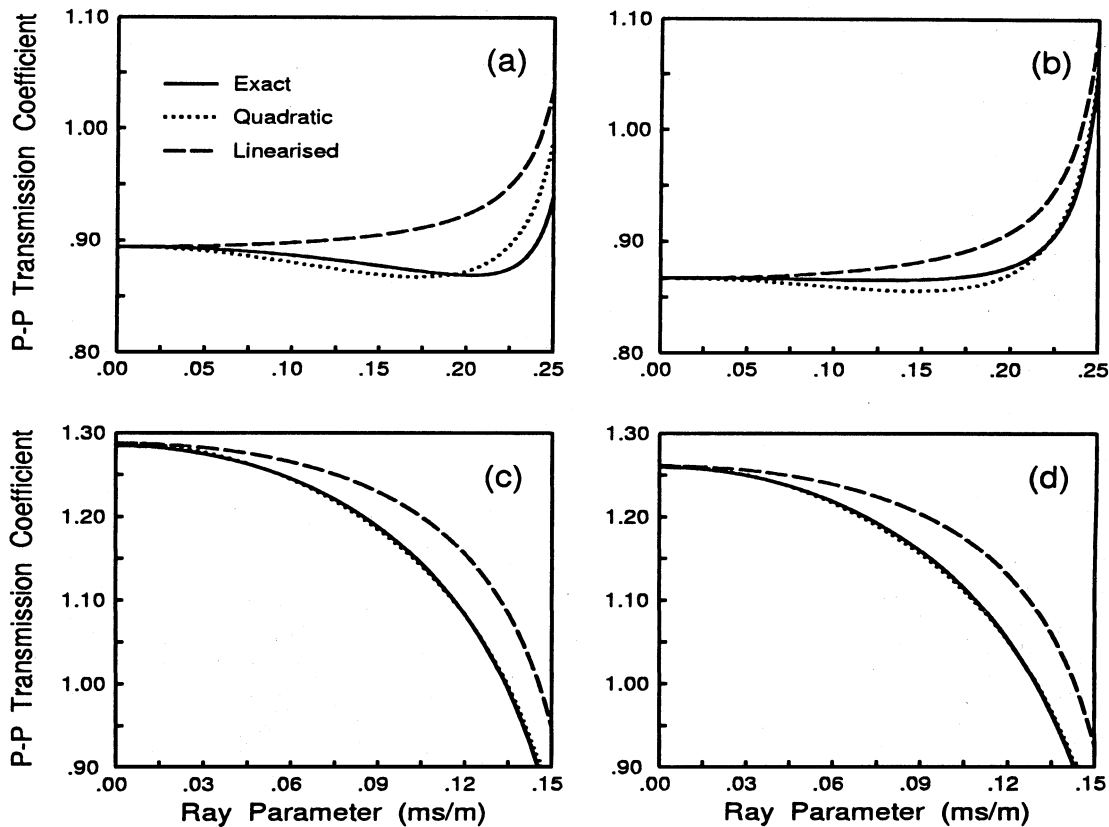 P-P Transmission Coefficient
1.10
1.00
.90
.80
(a)
Exact
Quadratic
Linearised
.00 .05 .10 .15 .20 .25
1.10
1.00
.90
.80
(b)
.00 .05 .10 .15 .20 .25
P-P Transmission Coefficient
1.30
1.20
1.10
1.00
.90
(c)
.00 .03 .06 .09 .12 .15
Ray Parameter (ms/m)
1.30
1.20
1.10
1.00
.90
(d)
.00 .03 .06 .09 .12 .15
Ray Parameter (ms/m)